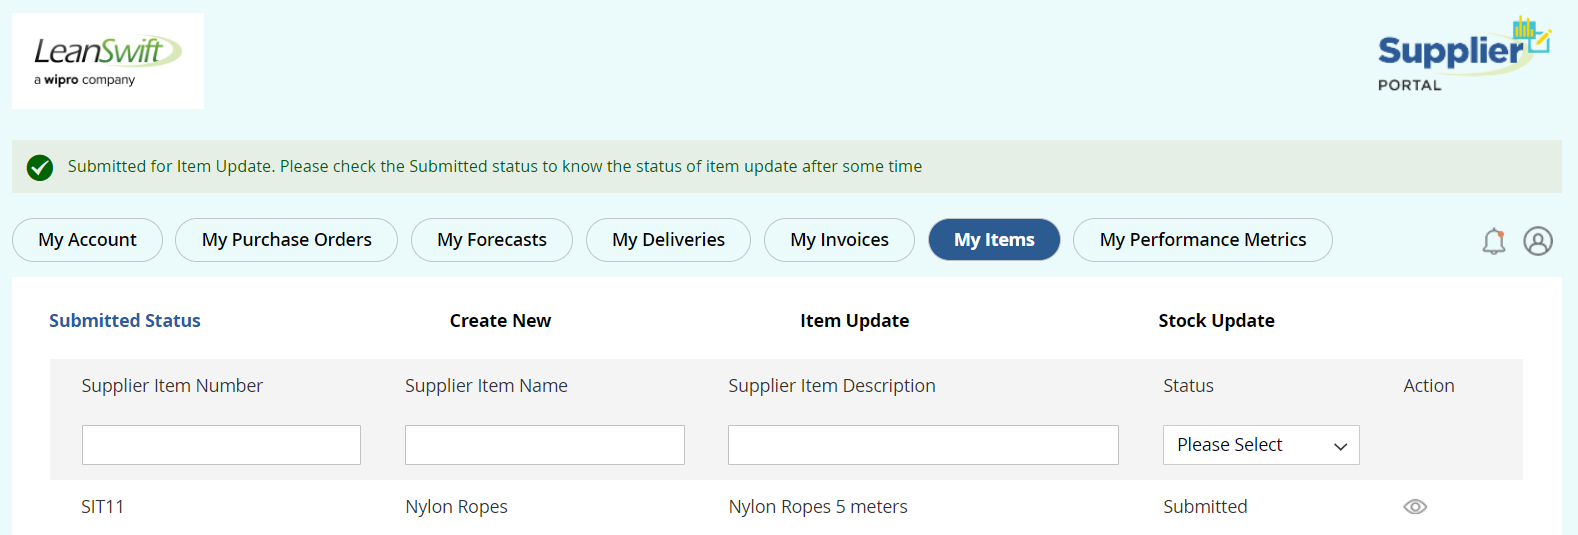 LeanSwift
a wipro company
Supplier
PORTAL
Submitted for Item Update. Please check the Submitted status to know the status of item update after some time
My Account My Purchase Orders My Forecasts My Deliveries My Invoices My Items My Performance Metrics
Submitted Status Create New Item Update Stock Update
Supplier Item Number Supplier Item Name Supplier Item Description Status Action
Please Select
SIT11 Nylon Ropes Nylon Ropes 5 meters Submitted